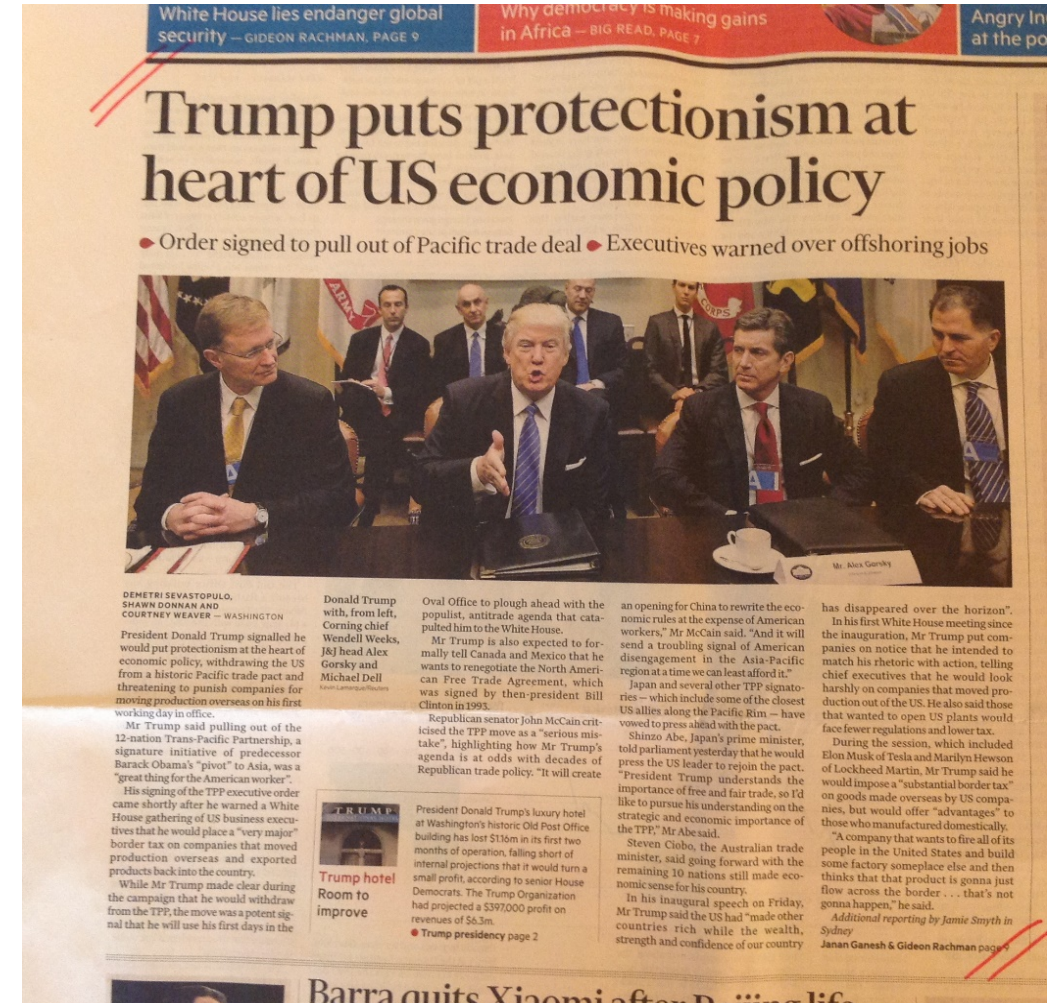 White House lies endanger global
security – GIDEON RACHMAN, PAGE 9
Why democracy is making gains
in Africa – BIG READ, PAGE 7
Angry In
at the po
Trump puts protectionism at
heart of US economic policy
Order signed to pull out of Pacific trade deal
Executives warned over offshoring jobs
ARMY
CORPS
Mr. Alex Gorsky
DEMETRI SEVASTOPULO,
SHAWN DONNAN AND
COURTNEY WEAVER — WASHINGTON
President Donald Trump signalled he
would put protectionism at the heart of
economic policy, withdrawing the US
from a historic Pacific trade pact and
threatening to punish companies for
moving production overseas on his first
working day in office.
Mr Trump said pulling out of the
12-nation Trans-Pacific Partnership, a
signature initiative of predecessor
Barack Obama's "pivot" to Asia, was a
"great thing for the American worker".
His signing of the TPP executive order
came shortly after he warned a White
House gathering of US business execu-
tives that he would place a "very major"
border tax on companies that moved
production overseas and exported
products back into the country.
While Mr Trump made clear during
the campaign that he would withdraw
from the TPP, the move was a potent sig-
nal that he will use his first days in the
Donald Trump
with, from left,
Corning chief
Wendell Weeks,
J&J head Alex
Gorsky and
Michael Dell
Kevin Lamarque/Reuters
Oval Office to plough ahead with the
populist, antitrade agenda that cata-
pulted him to the White House.
Mr Trump is also expected to for-
mally tell Canada and Mexico that he
wants to renegotiate the North Ameri-
can Free Trade Agreement, which
was signed by then-president Bill
Clinton in 1993.
Republican senator John McCain crit-
icised the TPP move as a "serious mis-
take", highlighting how Mr Trump's
agenda is at odds with decades of
Republican trade policy. "It will create
TRUMP
Trump hotel
Room to
improve
President Donald Trump's luxury hotel
at Washington's historic Old Post Office
building has lost $1.16m in its first two
months of operation, falling short of
internal projections that it would turn a
small profit, according to senior House
Democrats. The Trump Organization
had projected a $397,000 profit on
revenues of $6.3m.
Trump presidency page 2
an opening for China to rewrite the eco-
nomic rules at the expense of American
workers," Mr McCain said. "And it will
send a troubling signal of American
disengagement in the Asia-Pacific
region at a time we can least afford it."
Japan and several other TPP signato-
ries — which include some of the closest
US allies along the Pacific Rim — have
vowed to press ahead with the pact.
Shinzo Abe, Japan's prime minister,
told parliament yesterday that he would
press the US leader to rejoin the pact.
"President Trump understands the
importance of free and fair trade, so I'd
like to pursue his understanding on the
strategic and economic importance of
the TPP," Mr Abe said.
Steven Ciobo, the Australian trade
minister, said going forward with the
remaining 10 nations still made eco-
nomic sense for his country.
In his inaugural speech on Friday,
Mr Trump said the US had "made other
countries rich while the wealth,
strength and confidence of our country
has disappeared over the horizon".
In his first White House meeting since
the inauguration, Mr Trump put com-
panies on notice that he intended to
match his rhetoric with action, telling
chief executives that he would look
harshly on companies that moved pro-
duction out of the US. He also said those
that wanted to open US plants would
face fewer regulations and lower tax.
During the session, which included
Elon Musk of Tesla and Marilyn Hewson
of Lockheed Martin, Mr Trump said he
would impose a "substantial border tax"
on goods made overseas by US compa-
nies, but would offer "advantages" to
those who manufactured domestically.
"A company that wants to fire all of its
people in the United States and build
some factory someplace else and then
thinks that that product is gonna just
flow across the border . . . that's not
gonna happen," he said.
Additional reporting by Jamie Smyth in
Sydney
Janan Ganesh & Gideon Rachman page 9
Barra quits Xiaomi after